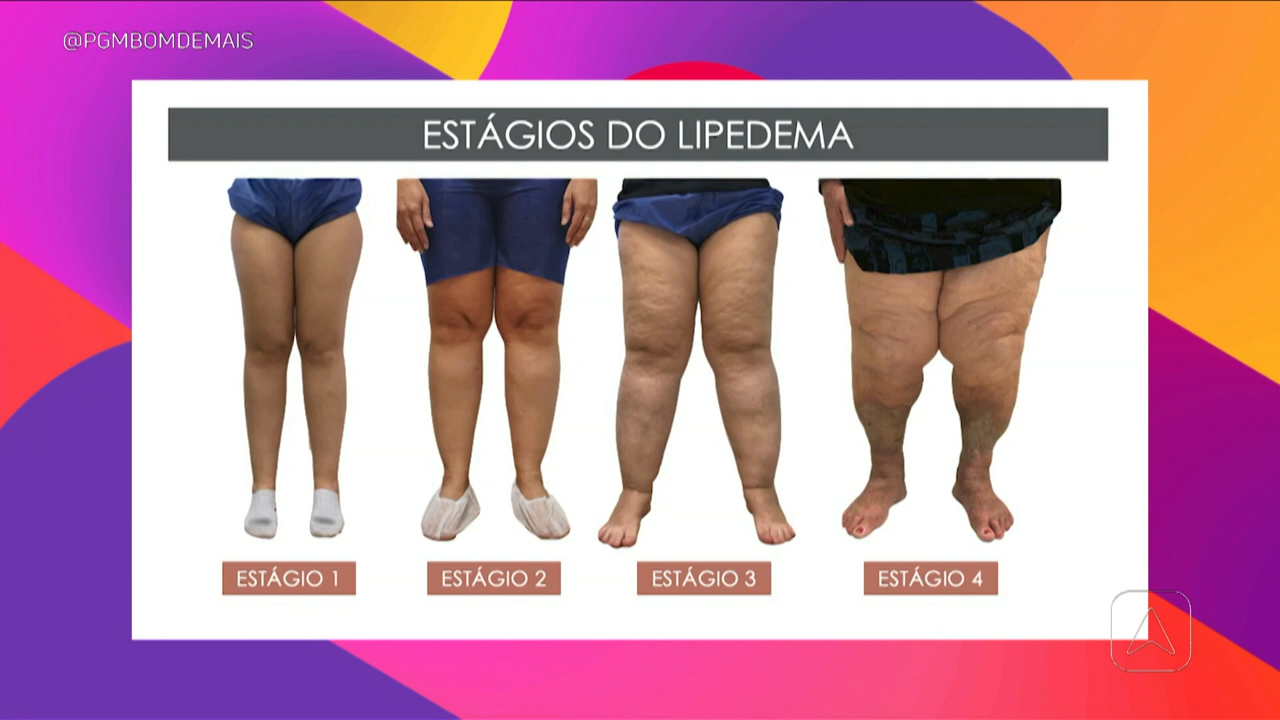 @PGMBOMDEMAIS
ESTÁGIOS DO LIPEDEMA
ESTÁGIO 1
ESTÁGIO 2
ESTÁGIO 3
ESTÁGIO 4